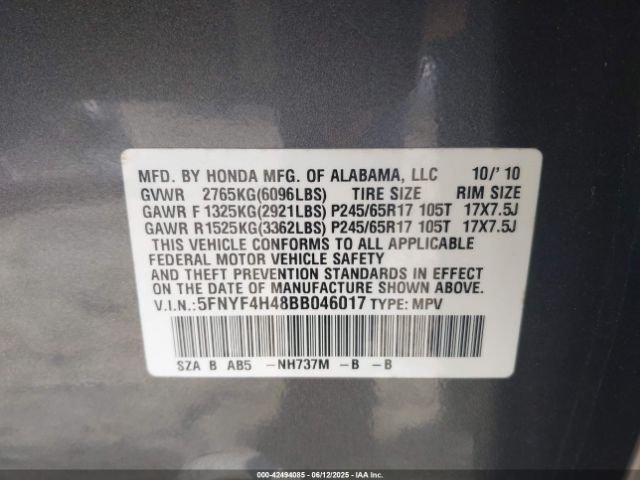 MFD. BY HONDA MFG. OF ALABAMA, LLC 10/'10
GVWR 2765KG(6096LBS) TIRE SIZE RIM SIZE
GAWR F 1325KG(2921LBS) P245/65R17 105T 17X7.5J
GAWR R1525KG(3362LBS) P245/65R17 105T 17X7.5J
THIS VEHICLE CONFORMS TO ALL APPLICABLE
FEDERAL MOTOR VEHICLE SAFETY
AND THEFT PREVENTION STANDARDS IN EFFECT
ON THE DATE OF MANUFACTURE SHOWN ABOVE.
V.I.N.: 5FNYF4H48BB046017 TYPE: MPV
SZA B AB5 -NH737M -B -B
000-42494085 - 06/12/2025 - IAA Inc.